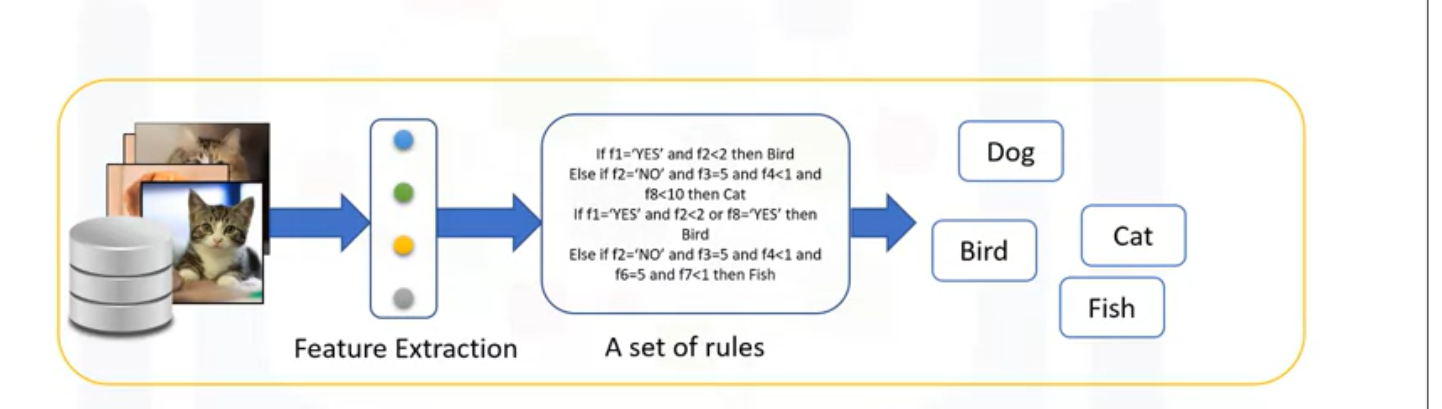 If f1=‘YES’ and f2<2 then Bird
Else if f2=‘NO’ and f3=5 and f4<1 and
f8<10 then Cat
If f1=‘YES’ and f2<2 or f8=‘YES’ then
Bird
Else if f2=‘NO’ and f3=5 and f4<1 and
f6=5 and f7<1 then Fish
Feature Extraction
A set of rules
Dog
Bird
Cat
Fish